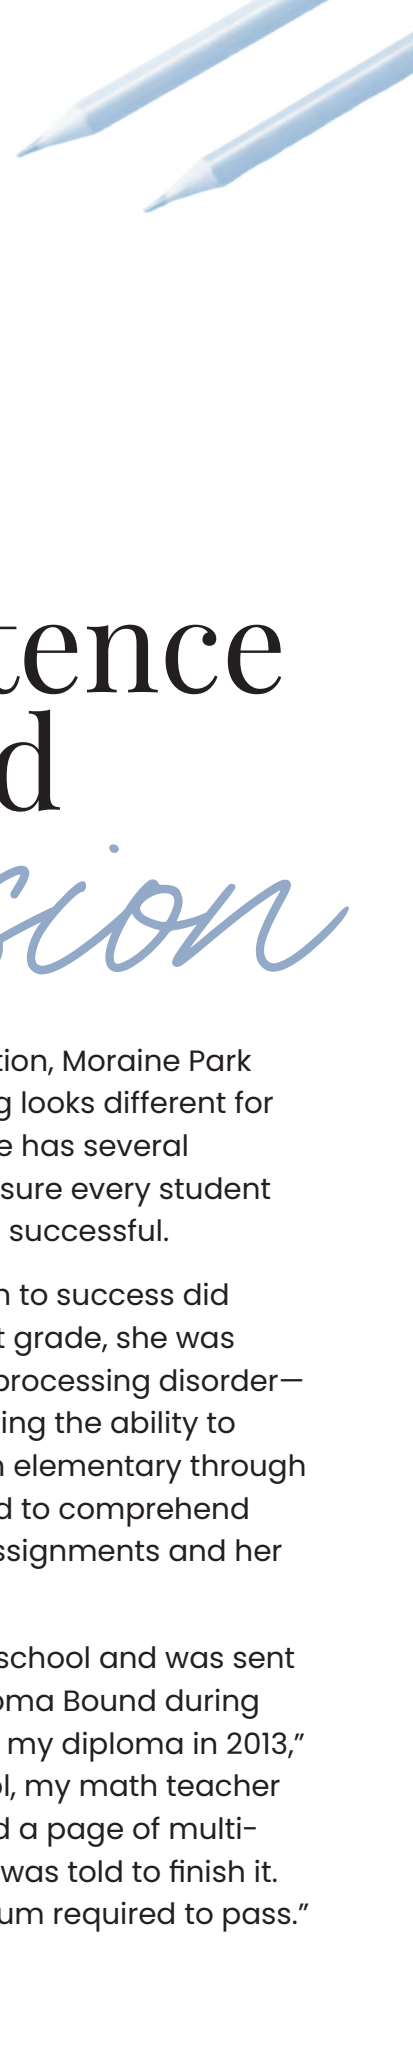 tence
d
sion
tion, Moraine Park
g looks different for
e has several
sure every student
successful.
n to success did
t grade, she was
processing disorder—
ing the ability to
n elementary through
d to comprehend
ssignments and her
school and was sent
oma Bound during
my diploma in 2013,”
ol, my math teacher
d a page of multi-
was told to finish it.
um required to pass.”